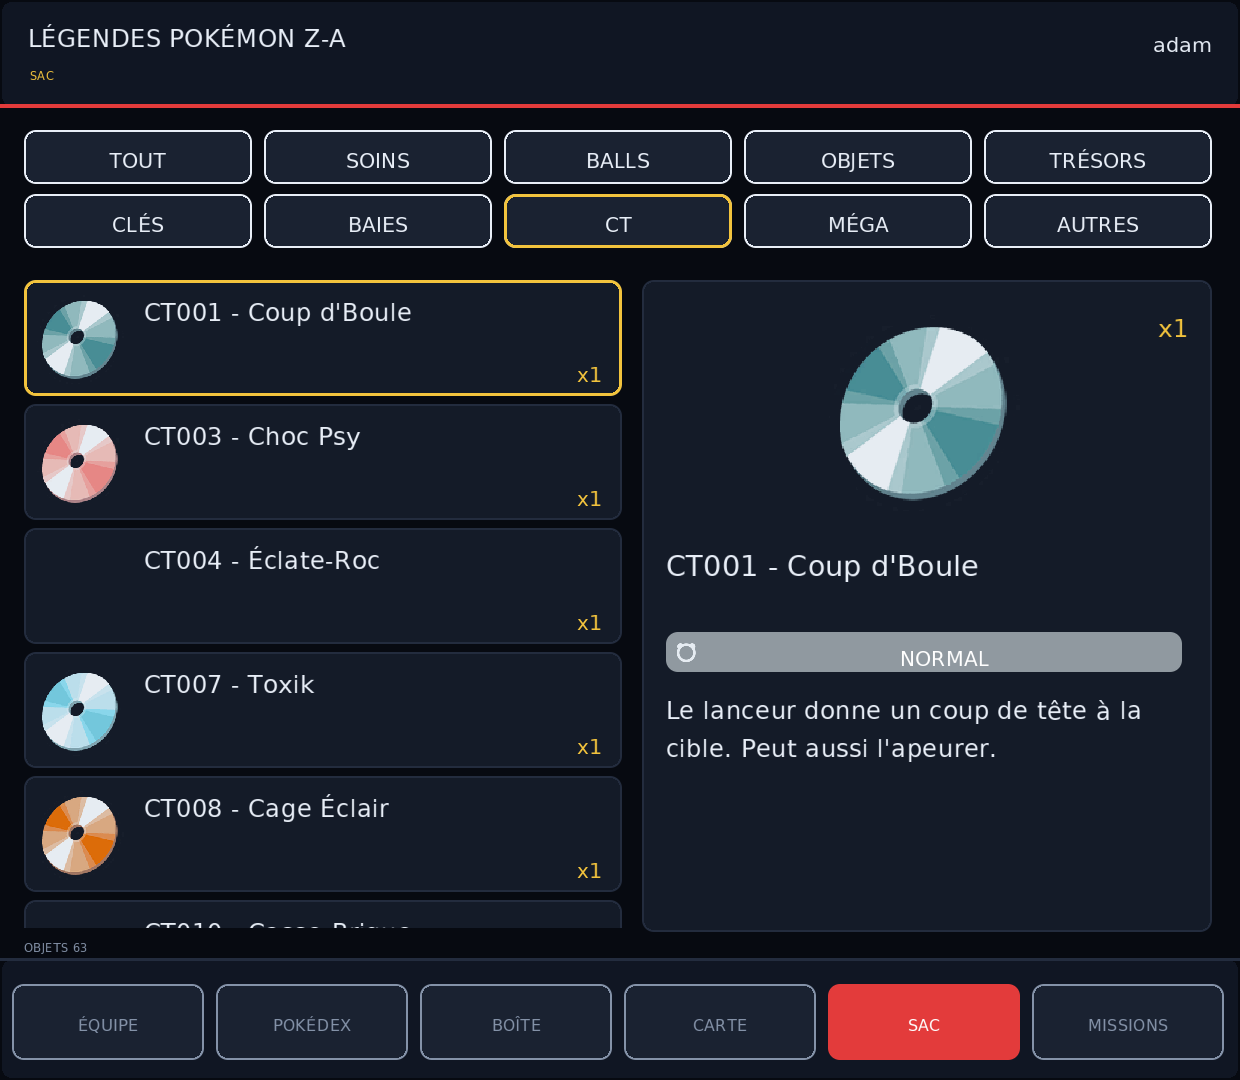 LÉGENDES POKÉMON Z-A
adam
SAC
TOUT
SOINS
BALLS
OBJETS
TRÉSORS
CLÉS
BAIES
CT
MÉGA
AUTRES
CT001 - Coup d'Boule
x1
CT003 - Choc Psy
x1
CT004 - Éclate-Roc
x1
CT007 - Toxik
x1
CT008 - Cage Éclair
x1
CT010 - Casse-Brique
OBJETS 63
x1
CT001 - Coup d'Boule
NORMAL
Le lanceur donne un coup de tête à la
cible. Peut aussi l'apeurer.
ÉQUIPE
POKÉDEX
BOÎTE
CARTE
SAC
MISSIONS